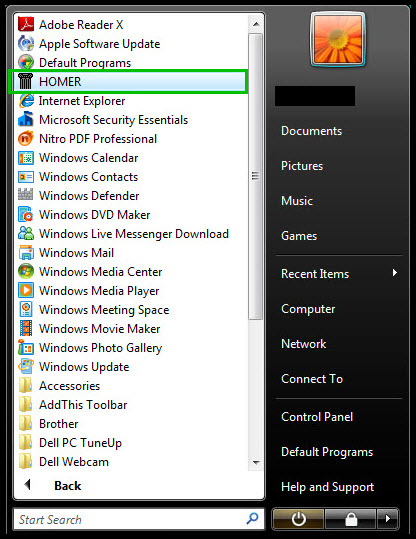 Adobe Reader X
Apple Software Update
Default Programs
HOMER
Internet Explorer
Microsoft Security Essentials
Nitro PDF Professional
Windows Calendar
Windows Contacts
Windows Defender
Windows DVD Maker
Windows Live Messenger Download
Windows Mail
Windows Media Center
Windows Media Player
Windows Meeting Space
Windows Movie Maker
Windows Photo Gallery
Windows Update
Accessories
AddThis Toolbar
Brother
Dell PC TuneUp
Dell Webcam
Back
Start Search
Documents
Pictures
Music
Games
Recent Items
Computer
Network
Connect To
Control Panel
Default Programs
Help and Support